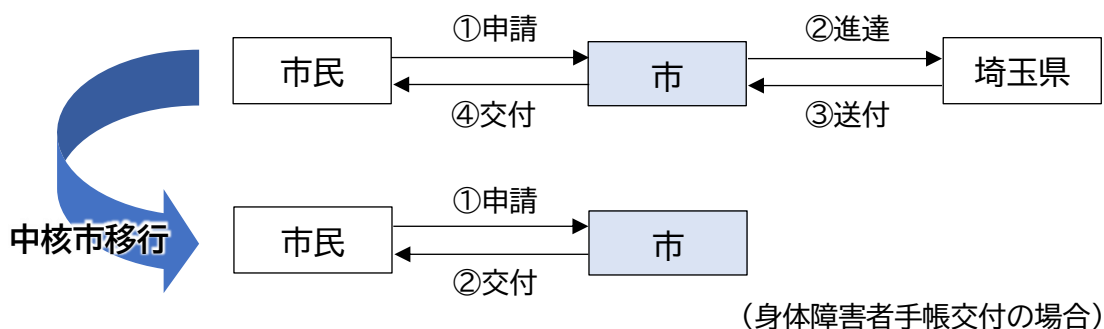 ①申請
②進達
市民
市
埼玉県
④交付
③送付
中核市移行
①申請
市民
市
②交付
（身体障害者手帳交付の場合）